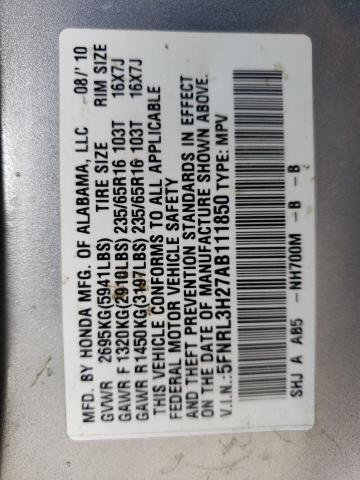 MFD. BY HONDA MFG. OF ALABAMA, LLC 08/'10
GVWR 2695KG(5941LBS) TIRE SIZE RIM SIZE
GAWR F 1320KG(2910LBS) 235/65R16 103T 16X7J
GAWR R1450KG(3197LBS) 235/65R16 103T 16X7J
THIS VEHICLE CONFORMS TO ALL APPLICABLE
FEDERAL MOTOR VEHICLE SAFETY
AND THEFT PREVENTION STANDARDS IN EFFECT
ON THE DATE OF MANUFACTURE SHOWN ABOVE.
V.I.N.:5FNRL3H27AB111850 TYPE: MPV
SHJ A AB5 -NH700M -B -B